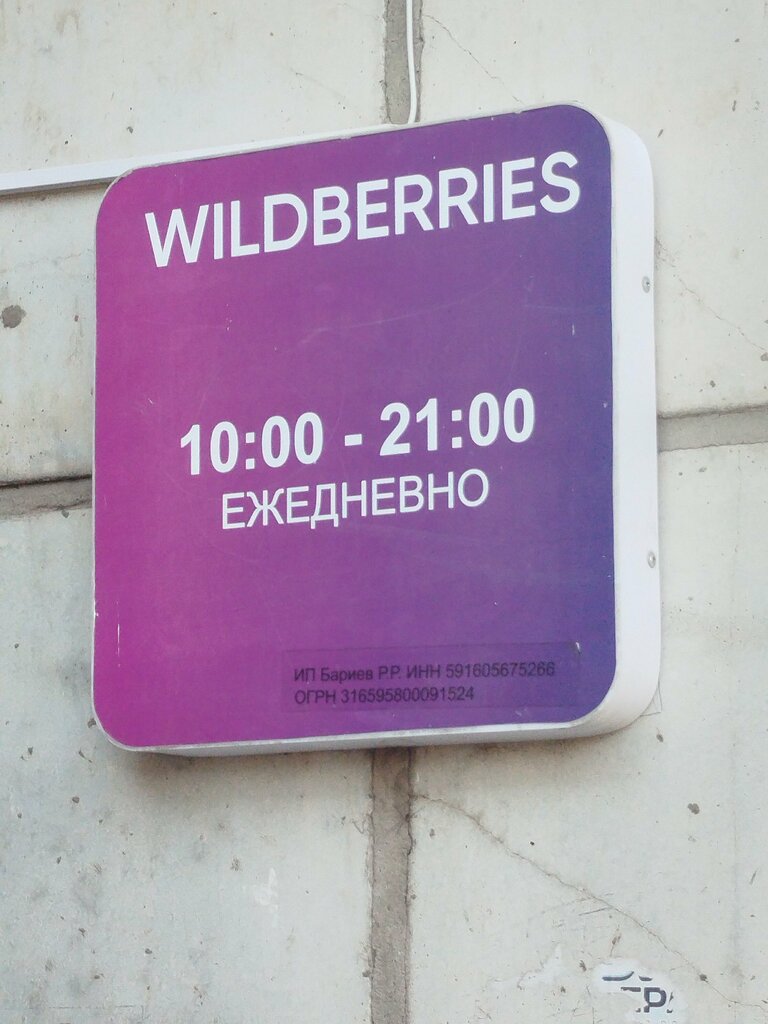 WILDBERRIES
10:00 - 21:00
ЕЖЕДНЕВНО
ИП Бариев Р.Р. ИНН 591605675266
ОГРН 316595800091524